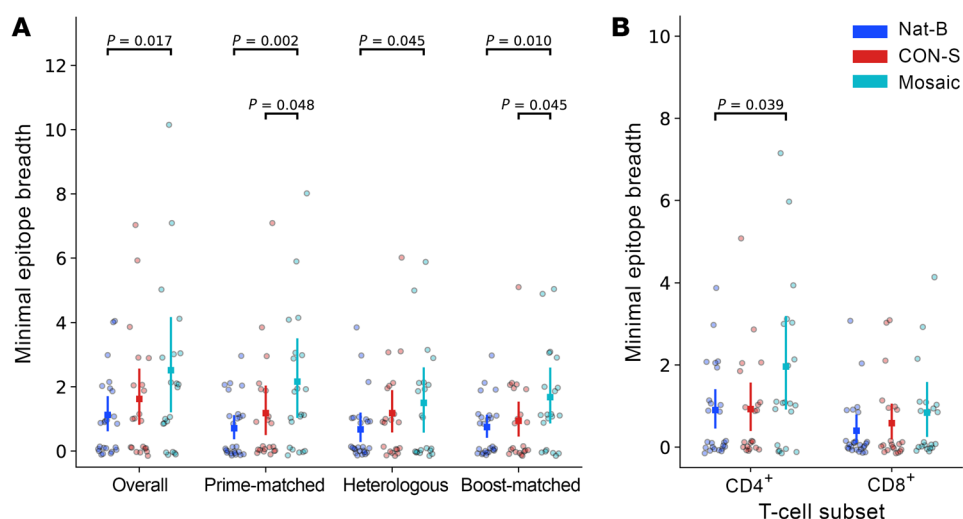 A
B
Nat-B
CON-S
Mosaic
P = 0.017
P = 0.002
P = 0.045
P = 0.010
P = 0.048
P = 0.045
P = 0.039
Minimal epitope breadth
12
10
8
6
4
2
0
Overall
Prime-matched
Heterologous
Boost-matched
Minimal epitope breadth
10
8
6
4
2
0
CD4⁺
CD8⁺
T-cell subset